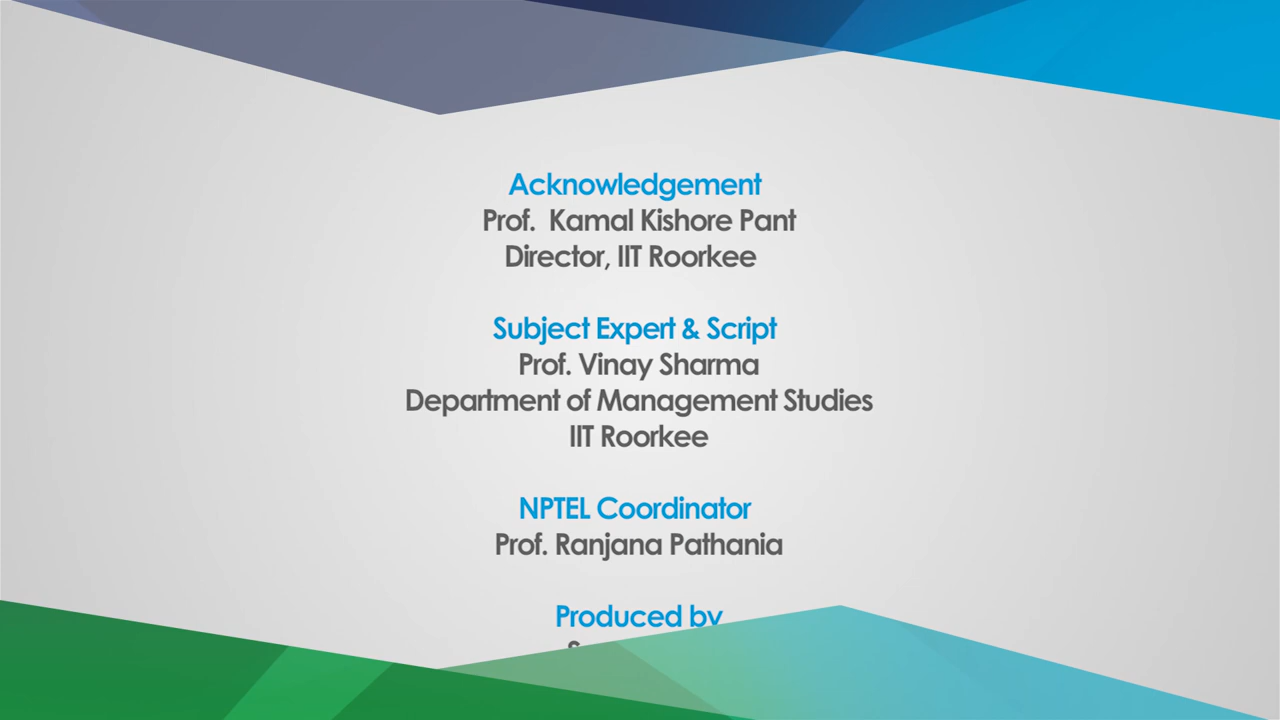 Acknowledgement
Prof. Kamal Kishore Pant
Director, IIT Roorkee
Subject Expert & Script
Prof. Vinay Sharma
Department of Management Studies
IIT Roorkee
NPTEL Coordinator
Prof. Ranjana Pathania
Produced by